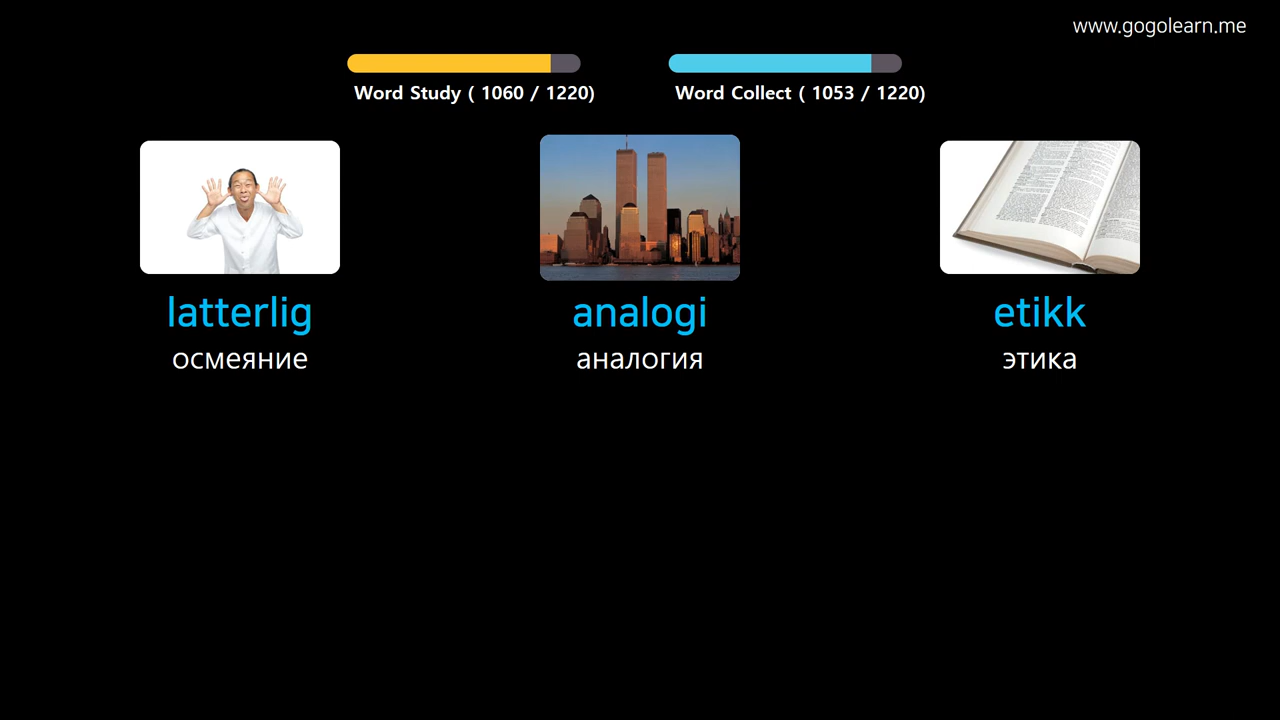 www.gogolearn.me
Word Study ( 1060 / 1220)
Word Collect ( 1053 / 1220)
latterlig
analogi
etikk
осмеяние
аналогия
этика